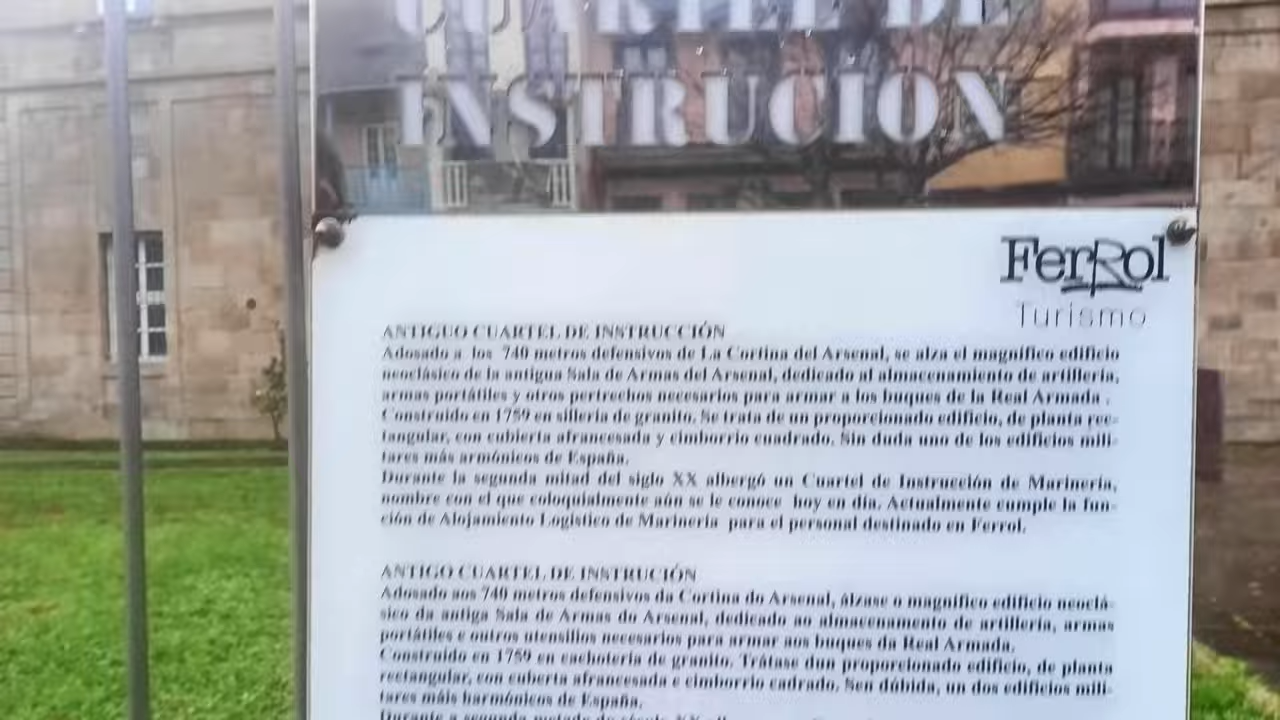 CUARTEL DE
INSTRUCION
Ferrol
Turismo
ANTIGUO CUARTEL DE INSTRUCCIÓN
Adosado a los 740 metros defensivos de La Cortina del Arsenal, se alza el magnífico edificio
neoclásico de la antigua Sala de Armas del Arsenal, dedicado al almacenamiento de artillería,
armas portátiles y otros pertrechos necesarios para armar a los buques de la Real Armada .
Construido en 1759 en sillería de granito. Se trata de un proporcionado edificio, de planta rec-
tangular, con cubierta afrancesada y cimborrio cuadrado. Sin duda uno de los edificios mili-
tares más armónicos de España.
Durante la segunda mitad del siglo XX albergó un Cuartel de Instrucción de Marinería,
nombre con el que coloquialmente aún se le conoce hoy en día. Actualmente cumple la fun-
ción de Alojamiento Logístico de Marinería para el personal destinado en Ferrol.
ANTIGO CUARTEL DE INSTRUCIÓN
Adosado aos 740 metros defensivos da Cortina do Arsenal, álzase o magnífico edificio neoclá-
sico da antiga Sala de Armas do Arsenal, dedicado ao almacenamento de artillería, armas
portátiles e outros utensilios necesarios para armar aos buques da Real Armada.
Construído en 1759 en cachotería de granito. Trátase dun proporcionado edificio, de planta
rectangular, con cuberta afrancesada e cimborrio cadrado. Sen dúbida, un dos edificios mili-
tares máis harmónicos de España.
Durante a segunda metade do século XX